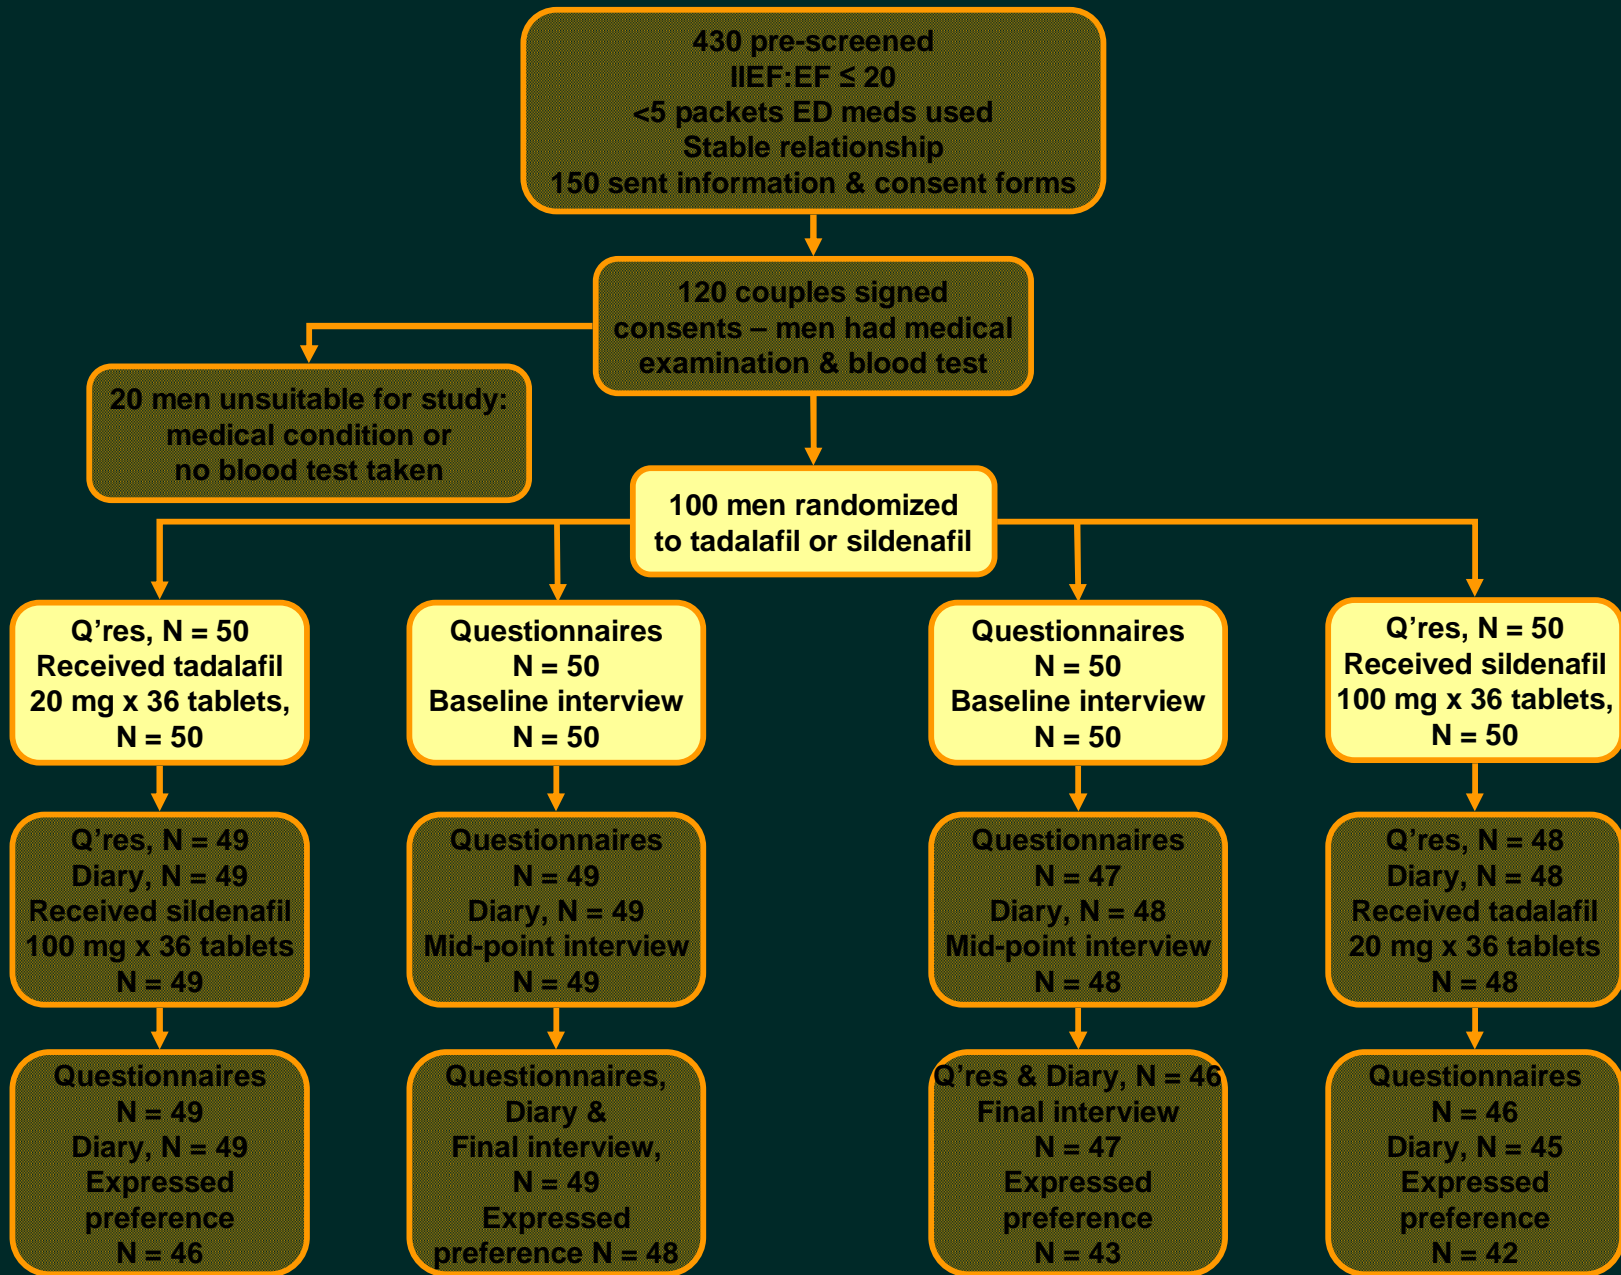 430 pre-screened
IIEF:EF ≤ 20
<5 packets ED meds used
Stable relationship
150 sent information & consent forms
120 couples signed
consents – men had medical
examination & blood test
20 men unsuitable for study:
medical condition or
no blood test taken
100 men randomized
to tadalafil or sildenafil
Q’res, N = 50
Received tadalafil
20 mg x 36 tablets,
N = 50
Questionnaires
N = 50
Baseline interview
N = 50
Questionnaires
N = 50
Baseline interview
N = 50
Q’res, N = 50
Received sildenafil
100 mg x 36 tablets,
N = 50
Q’res, N = 49
Diary, N = 49
Received sildenafil
100 mg x 36 tablets
N = 49
Questionnaires
N = 49
Diary, N = 49
Mid-point interview
N = 49
Questionnaires
N = 47
Diary, N = 48
Mid-point interview
N = 48
Q’res, N = 48
Diary, N = 48
Received tadalafil
20 mg x 36 tablets
N = 48
Questionnaires
N = 49
Diary, N = 49
Expressed
preference
N = 46
Questionnaires,
Diary &
Final interview,
N = 49
Expressed
preference N = 48
Q’res & Diary, N = 46
Final interview
N = 47
Expressed
preference
N = 43
Questionnaires
N = 46
Diary, N = 45
Expressed
preference
N = 42